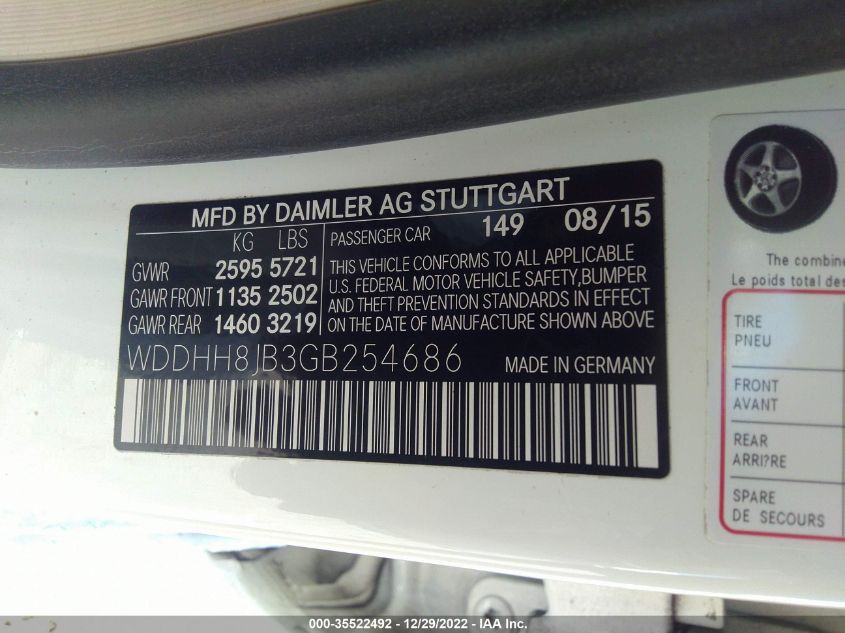 MFD BY DAIMLER AG STUTTGART
KG LBS
GVWR 2595 5721
GAWR FRONT 1135 2502
GAWR REAR 1460 3219
PASSENGER CAR 149 08/15
THIS VEHICLE CONFORMS TO ALL APPLICABLE
U.S. FEDERAL MOTOR VEHICLE SAFETY,BUMPER
AND THEFT PREVENTION STANDARDS IN EFFECT
ON THE DATE OF MANUFACTURE SHOWN ABOVE
WDDHH8JB3GB254686 MADE IN GERMANY
The combine
Le poids total des
TIRE
PNEU
FRONT
AVANT
REAR
ARRI?RE
SPARE
DE SECOURS
000-35522492 - 12/29/2022 - IAA Inc.